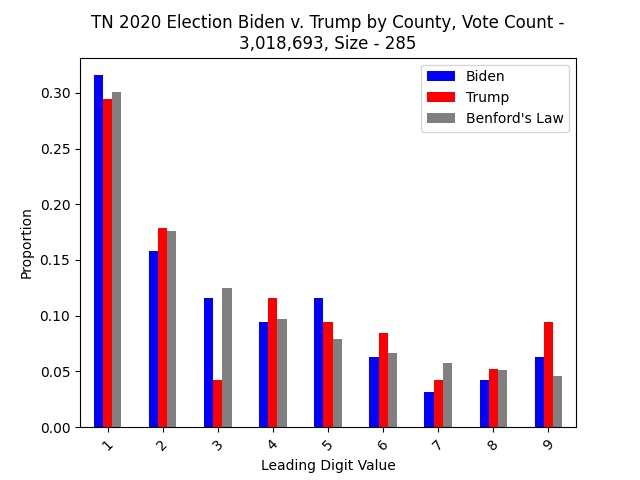 TN 2020 Election Biden v. Trump by County, Vote Count -
3,018,693, Size - 285
Biden
Trump
Benford's Law
Proportion
0.30
0.25
0.20
0.15
0.10
0.05
0.00
1 2 3 4 5 6 7 8 9
Leading Digit Value